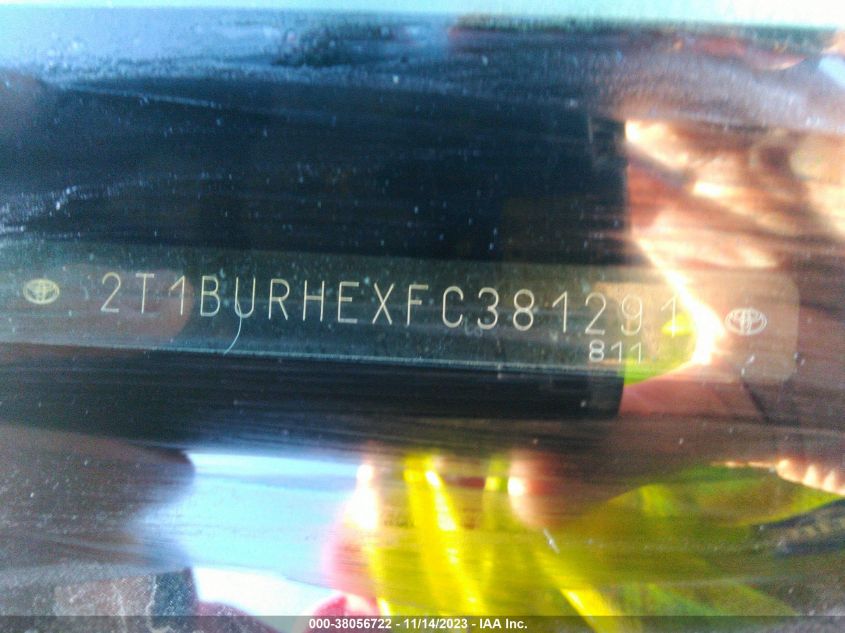 2T1BURHEXFC381291
811
000-38056722 - 11/14/2023 - IAA Inc.